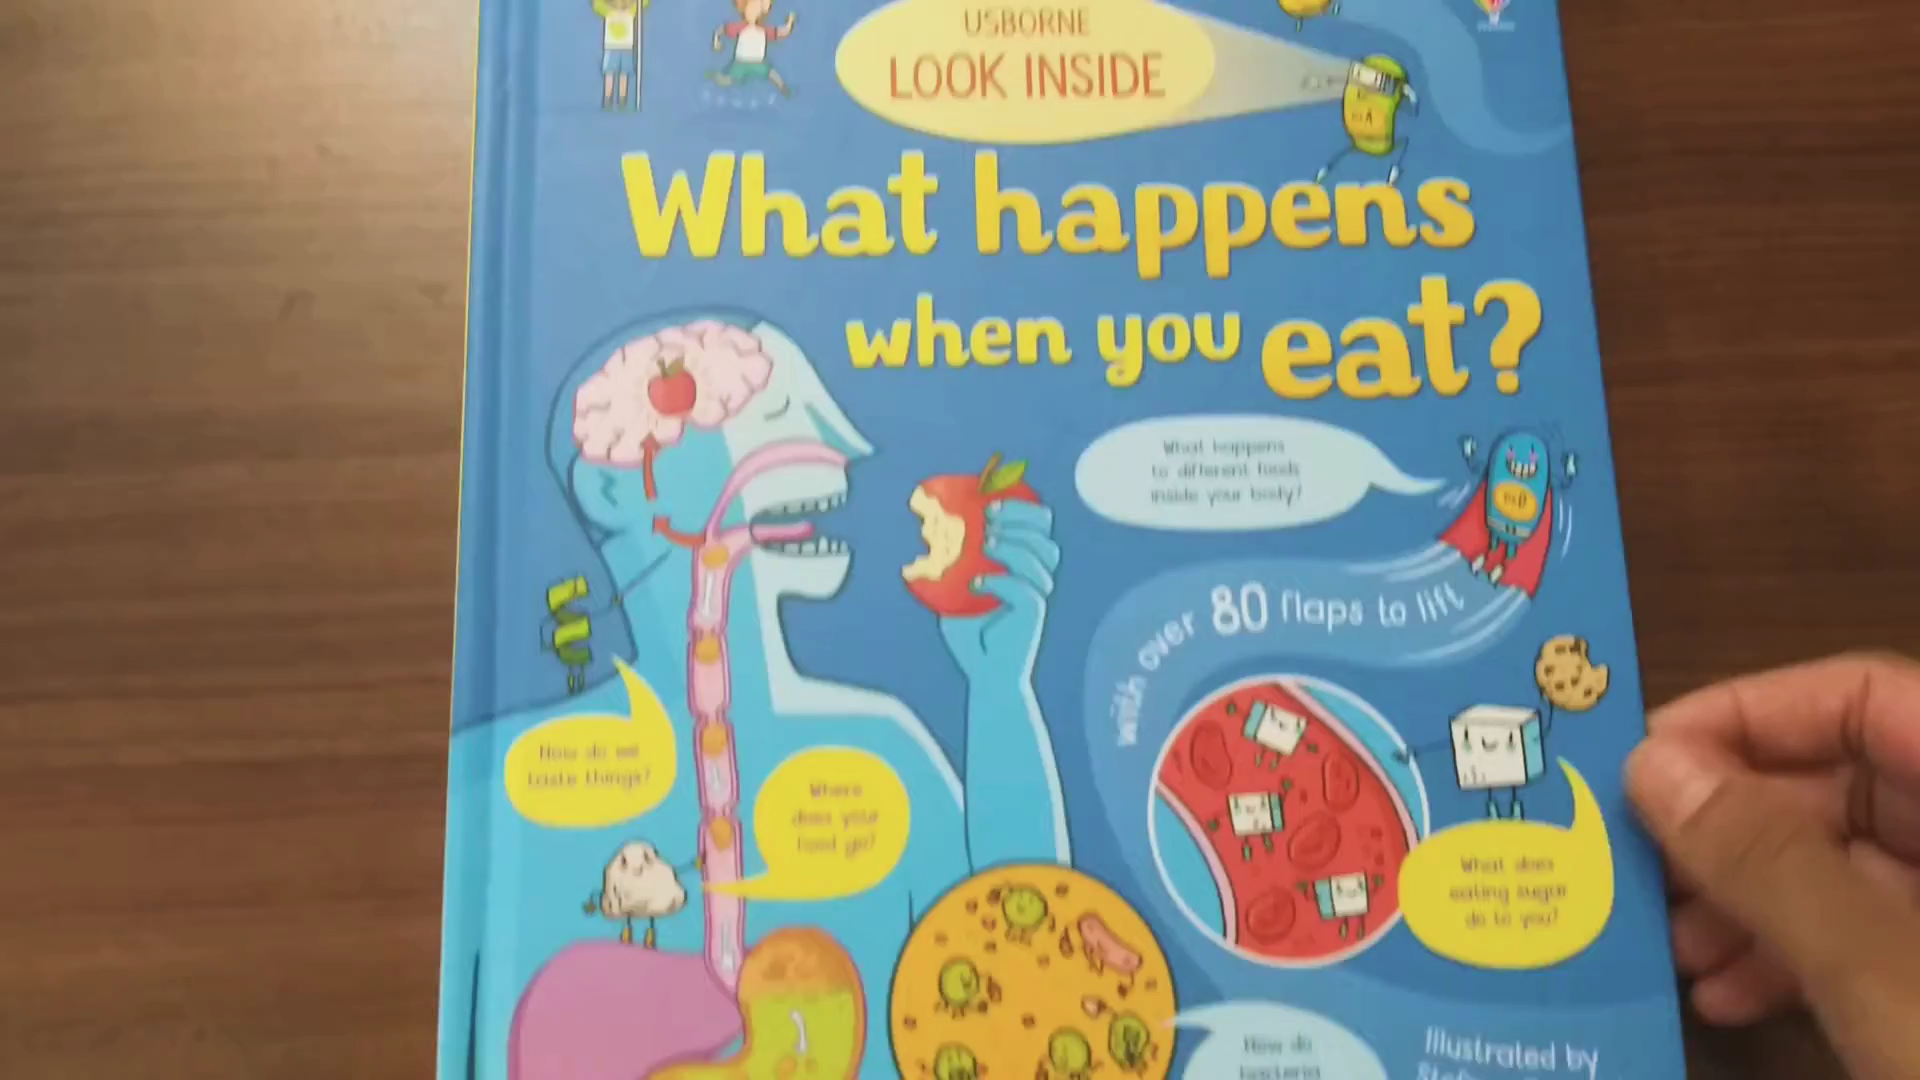 USBORNE
LOOK INSIDE
What happens
when you eat?
What happens
to different foods
inside your body?
with over 80 flaps to lift
How do we
taste things?
Where
does your
food go?
What does
eating sugar
do to you?
How do
bacteria
Illustrated by